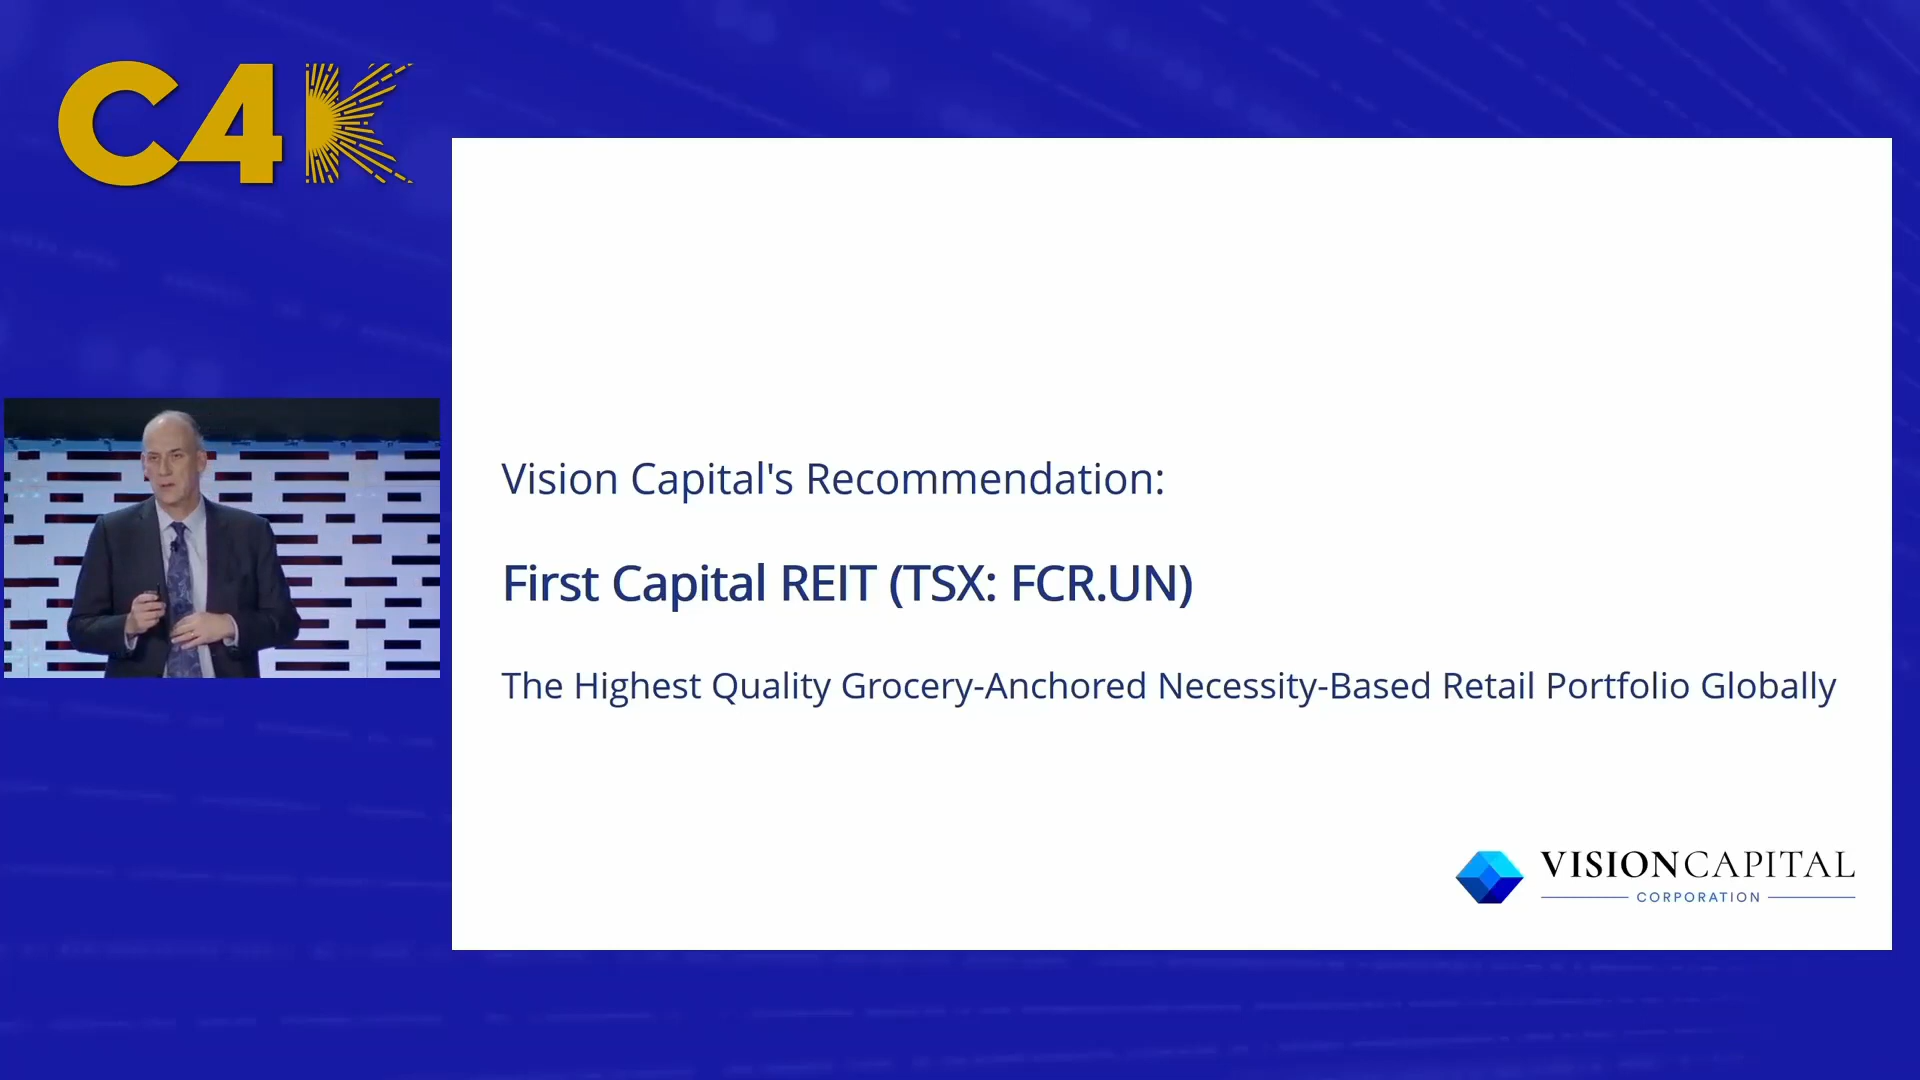 C4K
Vision Capital's Recommendation:
First Capital REIT (TSX: FCR.UN)
The Highest Quality Grocery-Anchored Necessity-Based Retail Portfolio Globally
VISIONCAPITAL
CORPORATION